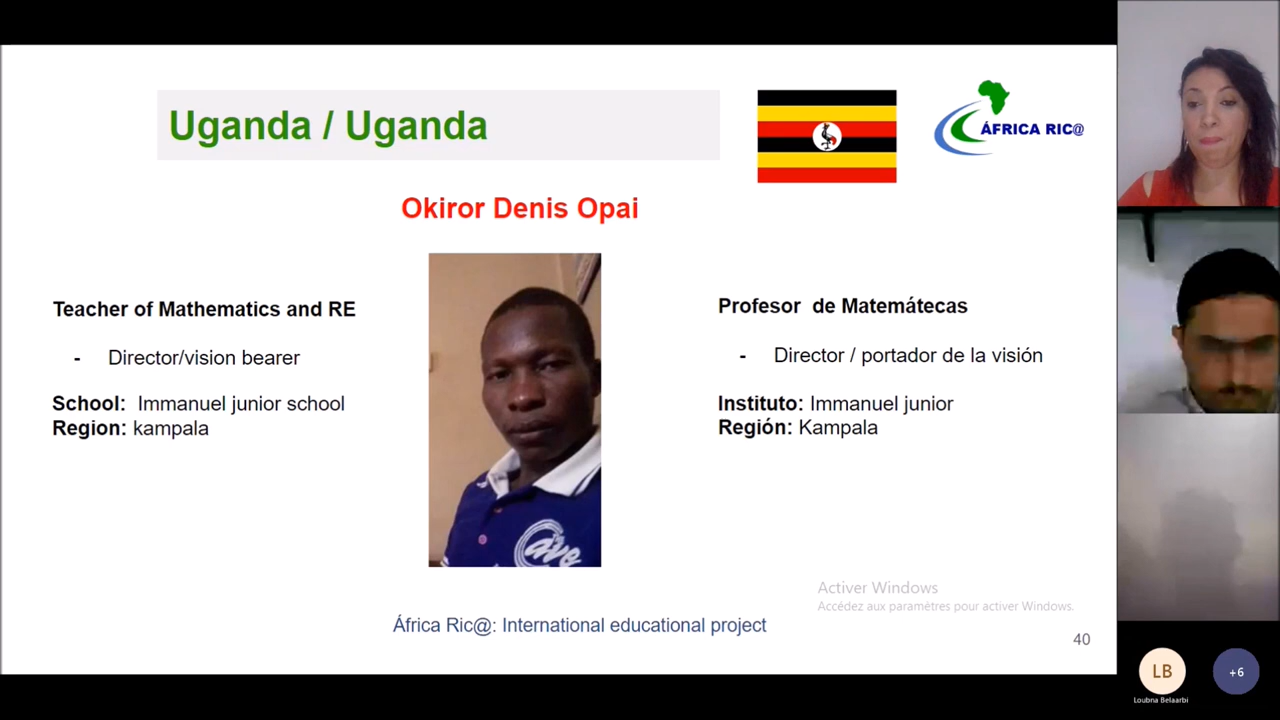 Uganda / Uganda
ÁFRICA RIC@
Okiror Denis Opai
Teacher of Mathematics and RE
- Director/vision bearer
School: Immanuel junior school
Region: kampala
Profesor de Matemátecas
- Director / portador de la visión
Instituto: Immanuel junior
Región: Kampala
Cave
Activer Windows
Accédez aux paramètres pour activer Windows.
África Ric@: International educational project
40
LB
Loubna Belaarbi
+6